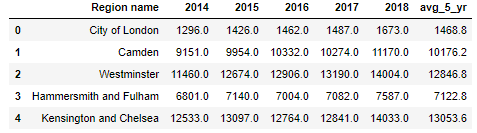 Region name 2014 2015 2016 2017 2018 avg_5_yr
0 City of London 1296.0 1426.0 1462.0 1487.0 1673.0 1468.8
1 Camden 9151.0 9954.0 10332.0 10274.0 11170.0 10176.2
2 Westminster 11460.0 12674.0 12906.0 13190.0 14004.0 12846.8
3 Hammersmith and Fulham 6801.0 7140.0 7004.0 7082.0 7587.0 7122.8
4 Kensington and Chelsea 12533.0 13097.0 12764.0 12841.0 14033.0 13053.6